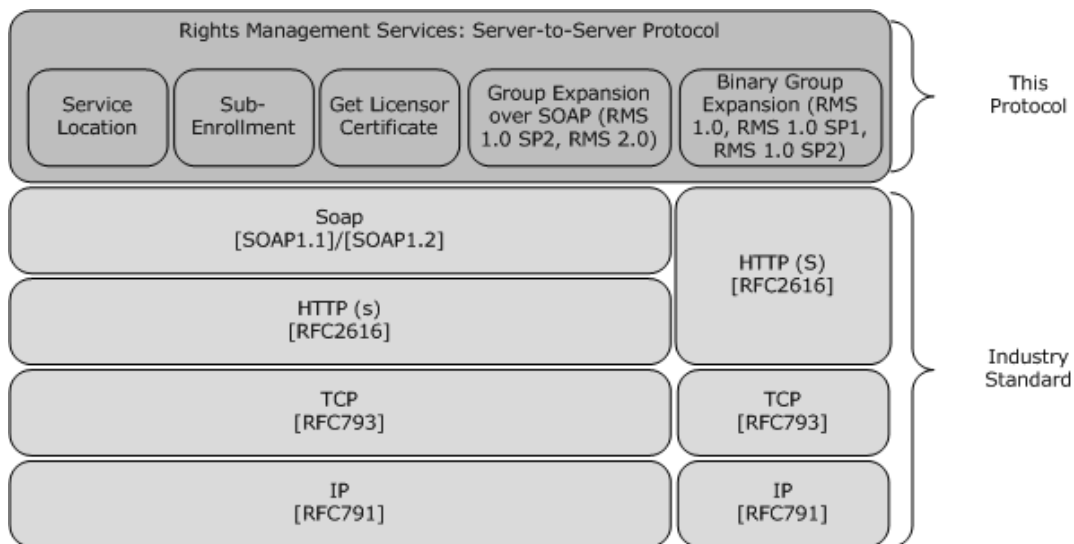 Rights Management Services: Server-to-Server Protocol
Service
Location
Sub-
Enrollment
Get Licensor
Certificate
Group Expansion
over SOAP (RMS
1.0 SP2, RMS 2.0)
Binary Group
Expansion (RMS
1.0, RMS 1.0 SP1,
RMS 1.0 SP2)
This
Protocol
Soap
[SOAP1.1]/[SOAP1.2]
HTTP (s)
[RFC2616]
HTTP (S)
[RFC2616]
TCP
[RFC793]
TCP
[RFC793]
IP
[RFC791]
IP
[RFC791]
Industry
Standard